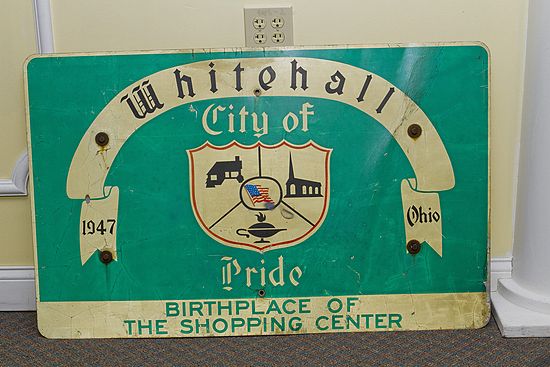 Whitehall
City of
1947
Ohio
Pride
BIRTHPLACE OF
THE SHOPPING CENTER